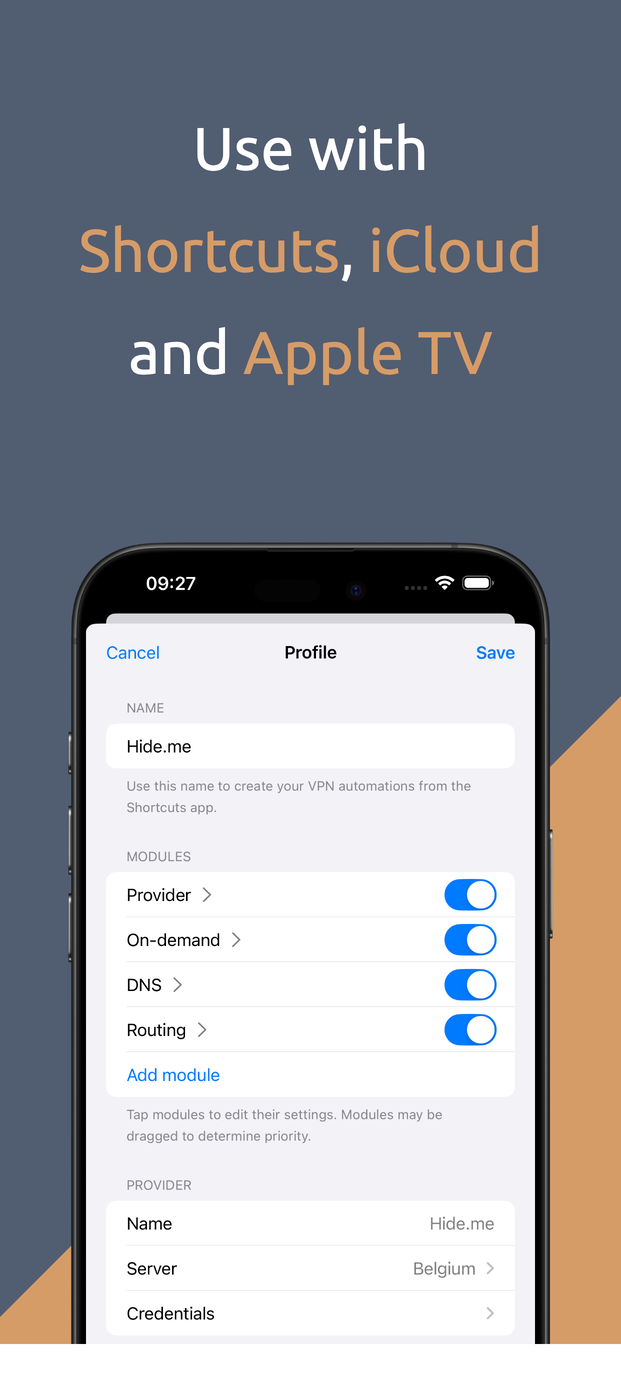 Use with
Shortcuts, iCloud
and Apple TV
09:27
Cancel
Profile
Save
NAME
Hide.me
Use this name to create your VPN automations from the
Shortcuts app.
MODULES
Provider
On-demand
DNS
Routing
Add module
Tap modules to edit their settings. Modules may be
dragged to determine priority.
PROVIDER
Name Hide.me
Server Belgium
Credentials